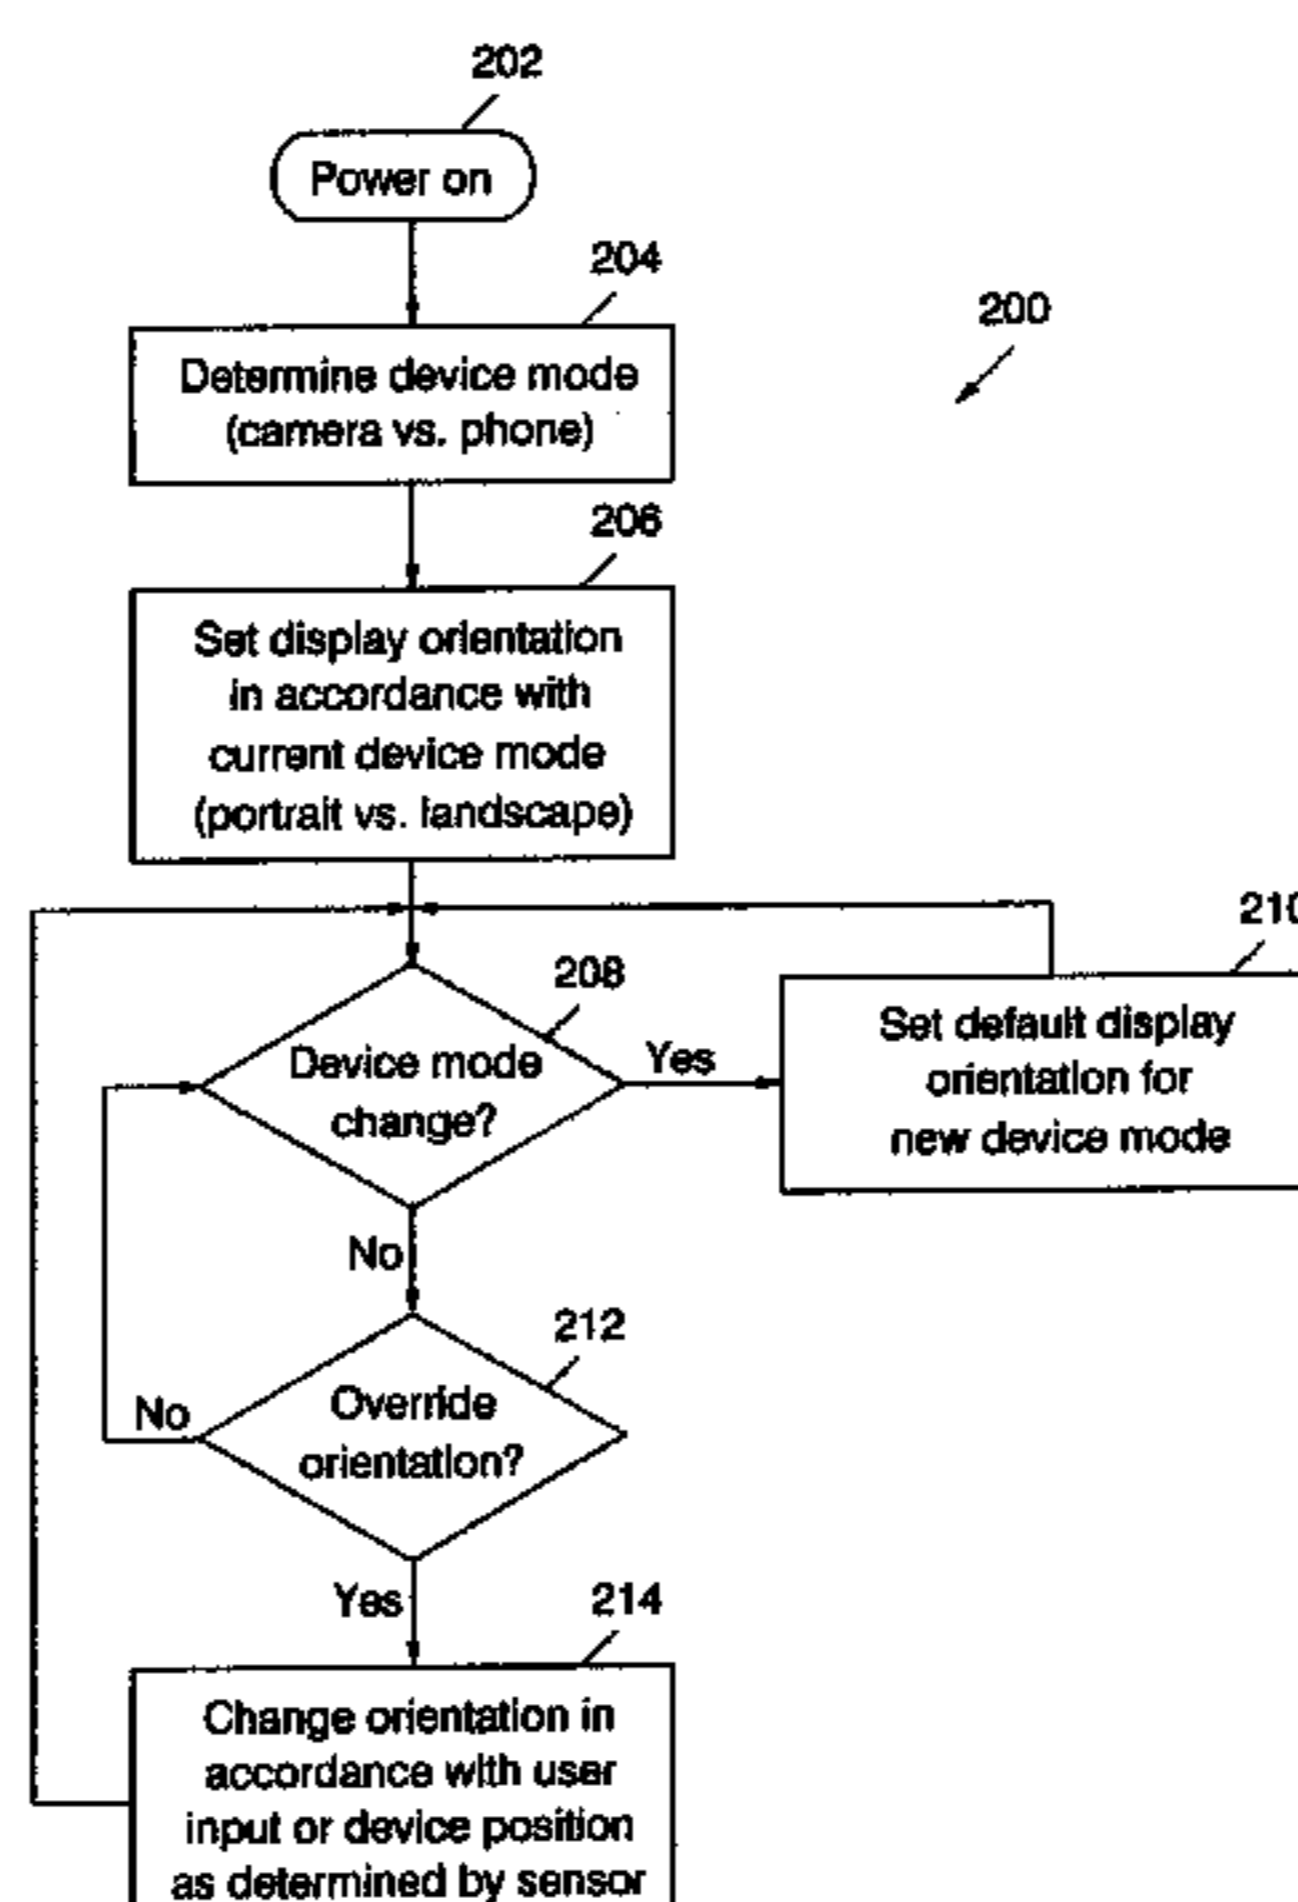 202
Power on
204
200
Determine device mode
(camera vs. phone)
206
Set display orientation
in accordance with
current device mode
(portrait vs. landscape)
210
208
Device mode
change?
Yes
Set default display
orientation for
new device mode
No
212
Override
orientation?
No
Yes
214
Change orientation in
accordance with user
input or device position
as determined by sensor